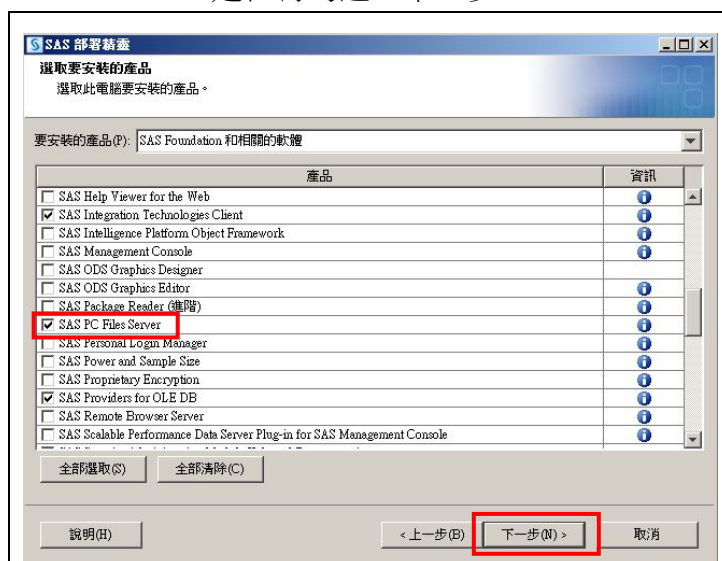 SAS 部署精靈
選取要安裝的產品
選取此電腦要安裝的產品。
要安裝的產品(P): SAS Foundation 和相關的軟體
產品 資訊
SAS Help Viewer for the Web
SAS Integration Technologies Client
SAS Intelligence Platform Object Framework
SAS Management Console
SAS ODS Graphics Designer
SAS ODS Graphics Editor
SAS Package Reader (進階)
SAS PC Files Server
SAS Personal Login Manager
SAS Power and Sample Size
SAS Proprietary Encryption
SAS Providers for OLE DB
SAS Remote Browser Server
SAS Scalable Performance Data Server Plug-in for SAS Management Console
全部選取(S) 全部清除(C)
說明(H) <上一步(B) 下一步(N)> 取消